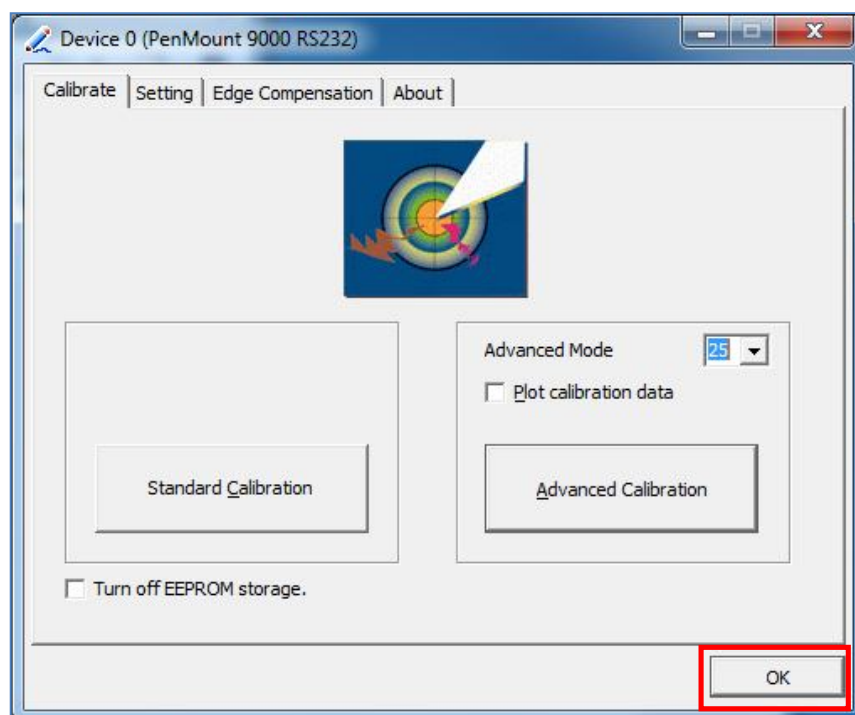 Device 0 (PenMount 9000 RS232)
Calibrate Setting Edge Compensation About
Advanced Mode 25
Plot calibration data
Standard Calibration
Advanced Calibration
Turn off EEPROM storage.
OK